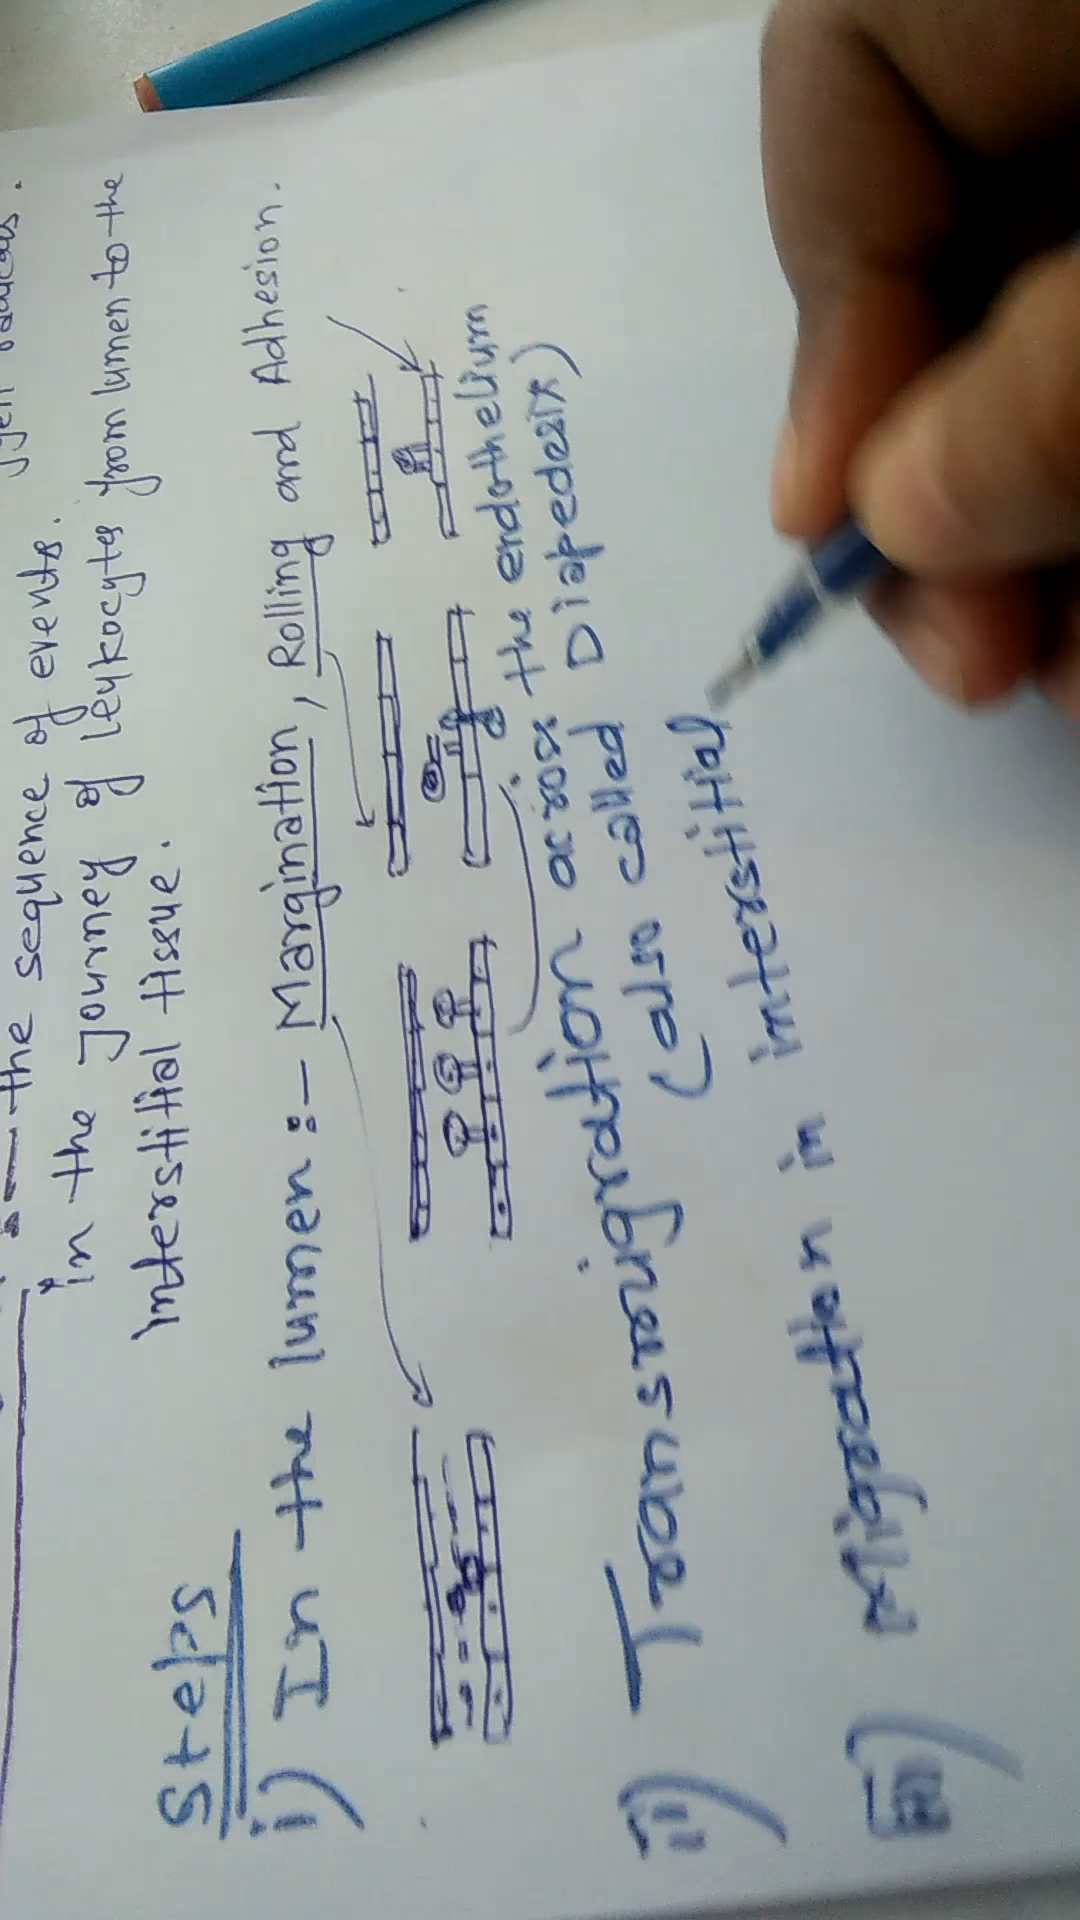 :— the sequence of events.
in the journey of leukocytes from lumen to the
interstitial tissue.
Steps
i) In the lumen :- Margination, Rolling and Adhesion.
ii) Transmigration across the endothelium
(also called Diapedesis)
iii) Migration in interstitial